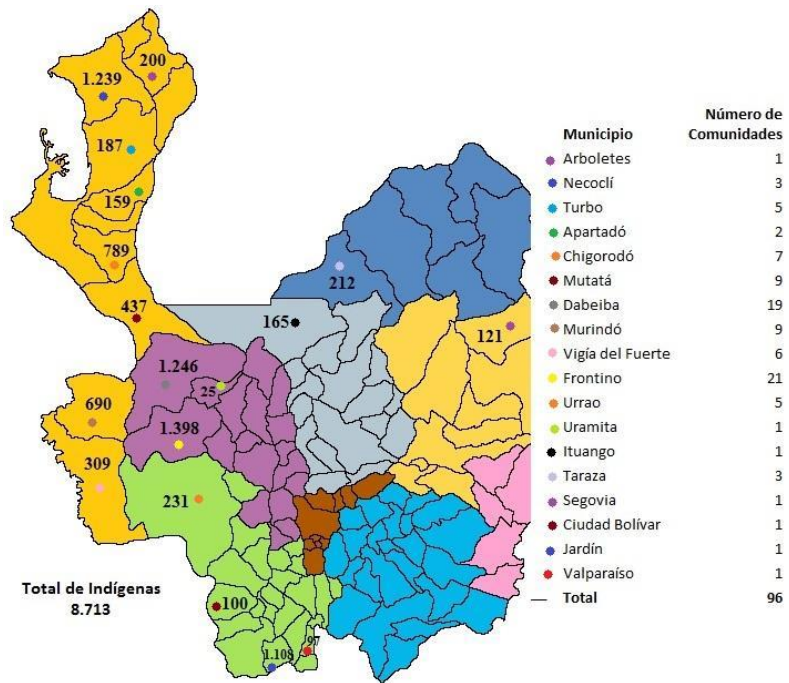 200
1.239
187
159
789
437
212
165
121
1.246
25
690
1.398
309
231
100
1.108
97
Total de Indígenas
8.713
Municipio Número de Comunidades
Arboletes 1
Necoclí 3
Turbo 5
Apartadó 2
Chigorodó 7
Mutatá 9
Dabeiba 19
Murindó 9
Vigía del Fuerte 6
Frontino 21
Urrao 5
Uramita 1
Ituango 1
Taraza 3
Segovia 1
Ciudad Bolívar 1
Jardín 1
Valparaíso 1
Total 96